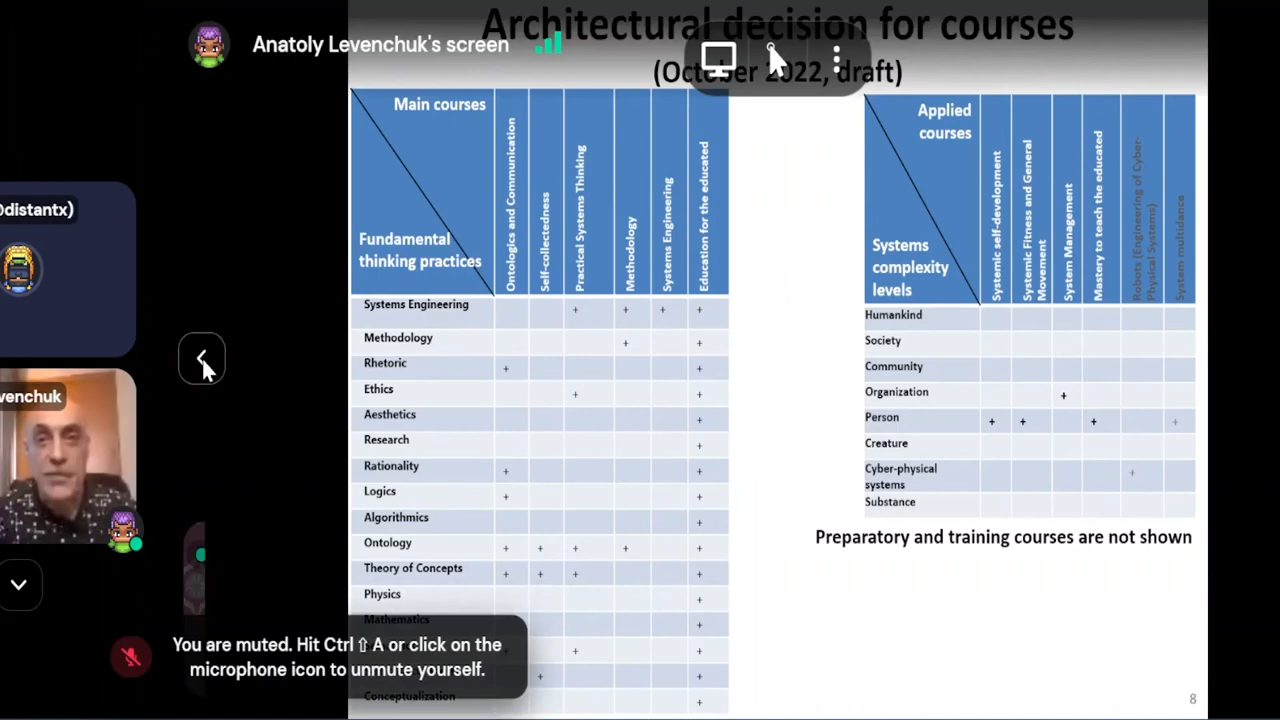 Architectural decision for courses
(October 2022, draft)
Anatoly Levenchuk's screen
distantx)
venchuk
You are muted. Hit Ctrl ⇧ A or click on the
microphone icon to unmute yourself.
Main courses
Fundamental
thinking practices
Ontologics and Communication
Self-collectedness
Practical Systems Thinking
Methodology
Systems Engineering
Education for the educated
Systems Engineering + + + +
Methodology + +
Rhetoric + +
Ethics + +
Aesthetics +
Research +
Rationality + +
Logics + +
Algorithmics +
Ontology + + + + +
Theory of Concepts + + + +
Physics +
Mathematics +
+ + +
+ +
Conceptualization +
Applied
courses
Systems
complexity
levels
Systemic self-development
Systemic Fitness and General
Movement
System Management
Mastery to teach the educated
Robots (Engineering of Cyber-
Physical Systems)
System multidance
Humankind
Society
Community
Organization +
Person + + + +
Creature
Cyber-physical +
systems
Substance
Preparatory and training courses are not shown
8